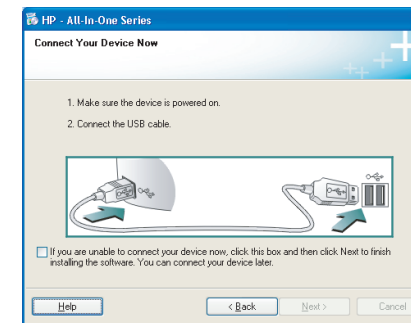 HP - All-In-One Series
Connect Your Device Now
1. Make sure the device is powered on.
2. Connect the USB cable.
If you are unable to connect your device now, click this box and then click Next to finish
installing the software. You can connect your device later.
Help
< Back
Next >
Cancel